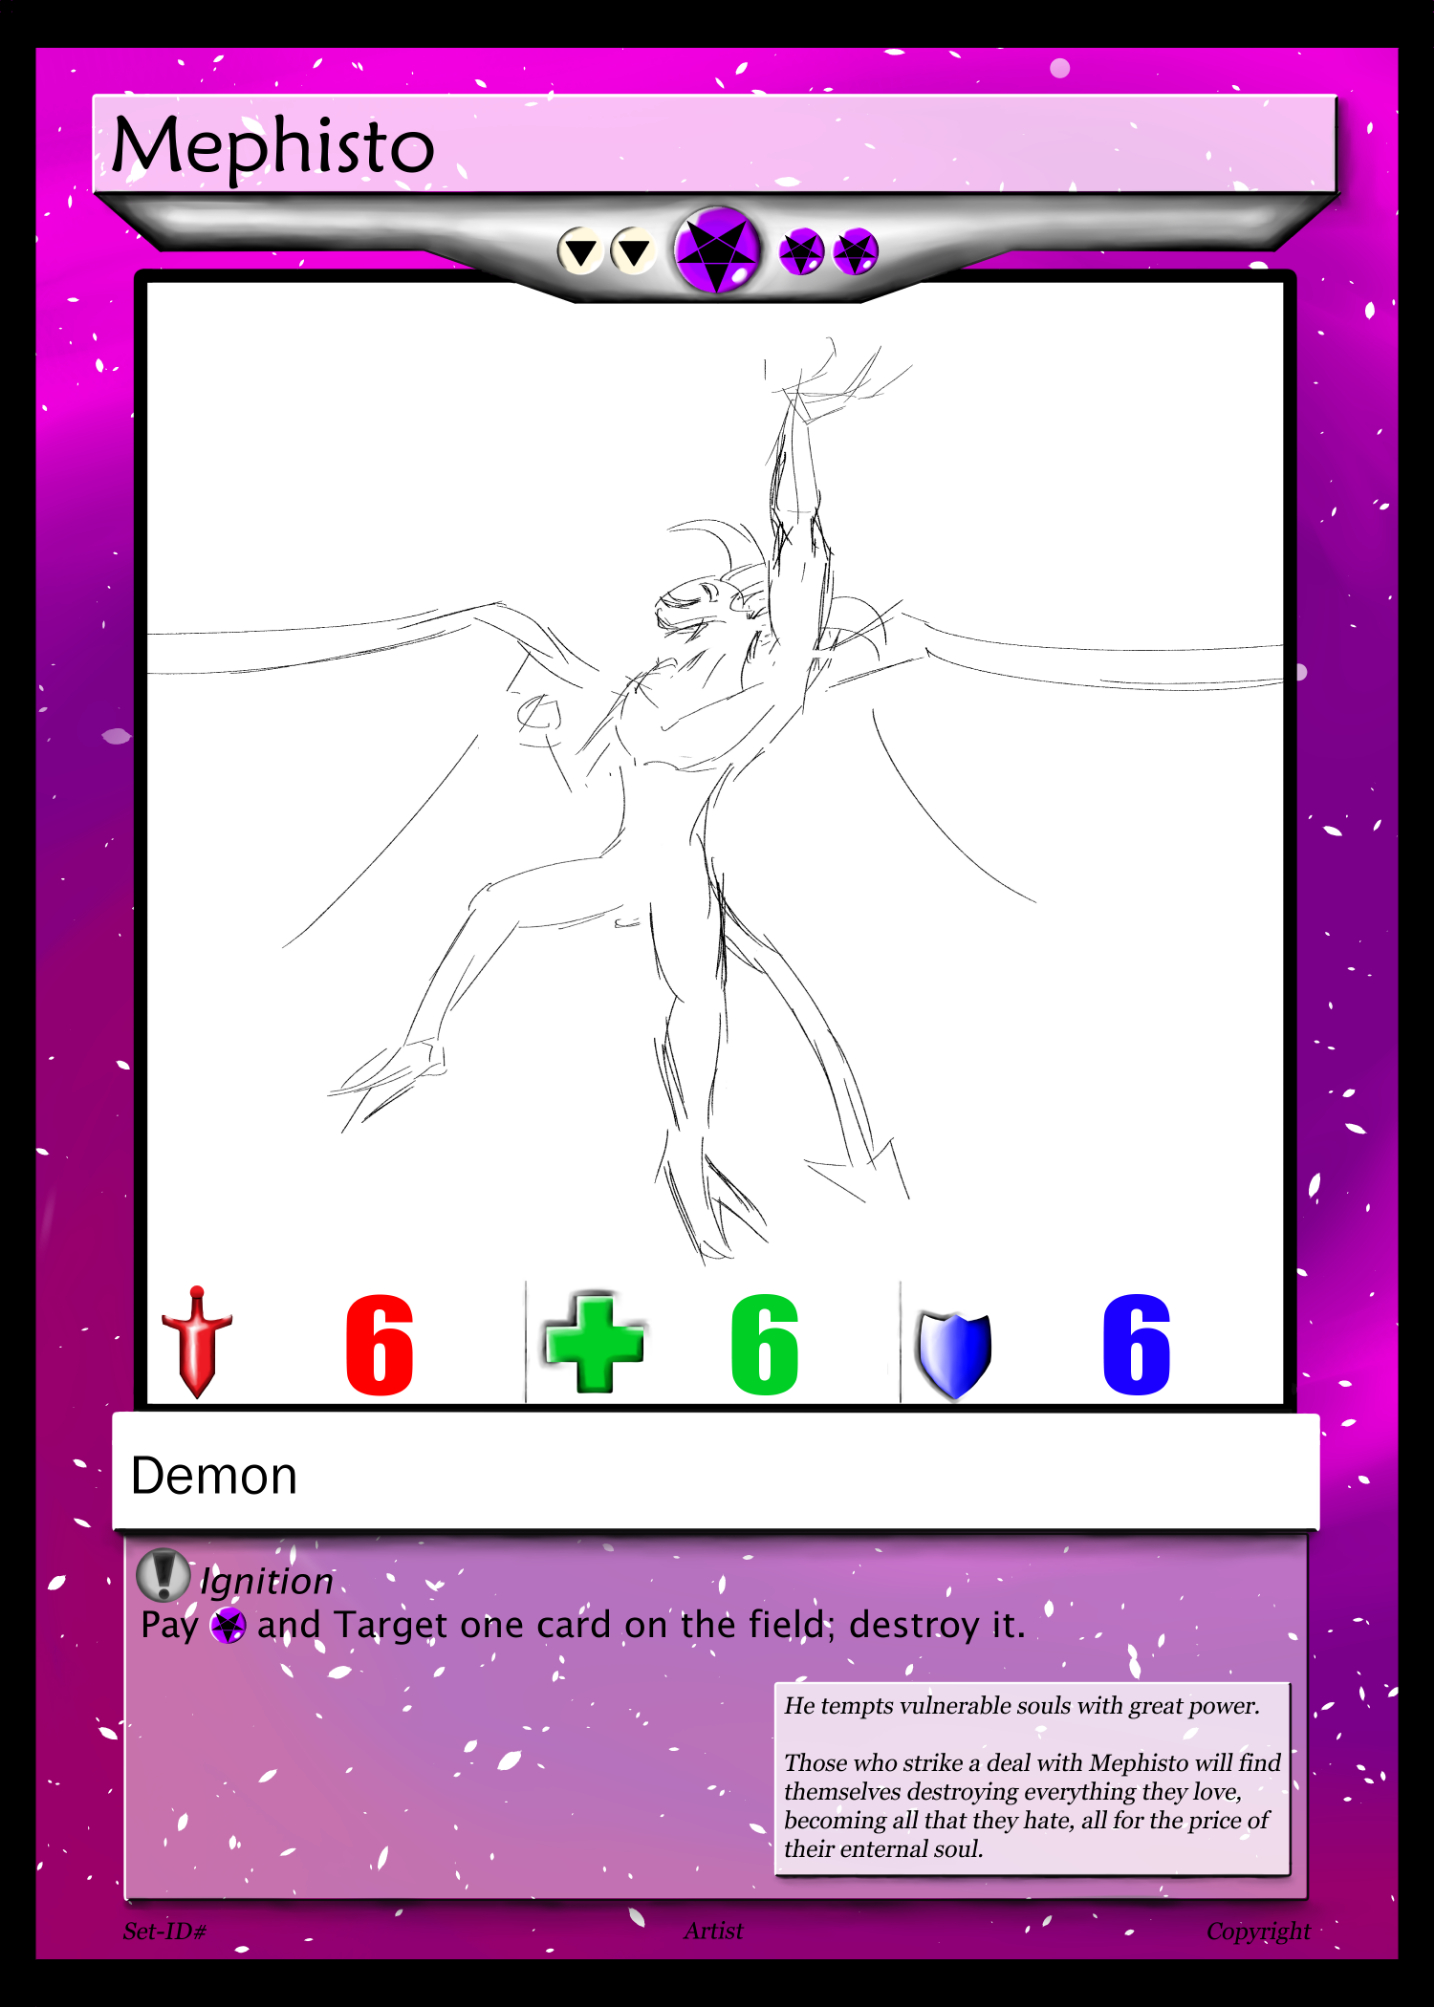 Mephisto
6 6 6
Demon
Ignition
Pay and Target one card on the field; destroy it.
He tempts vulnerable souls with great power.
Those who strike a deal with Mephisto will find
themselves destroying everything they love,
becoming all that they hate, all for the price of
their enternal soul.
Set-ID# Artist Copyright